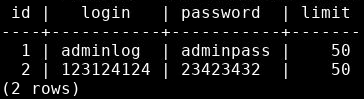 id | login | password | limit
----+-----------+-----------+-------
1 | adminlog | adminpass | 50
2 | 123124124 | 23423432 | 50
(2 rows)